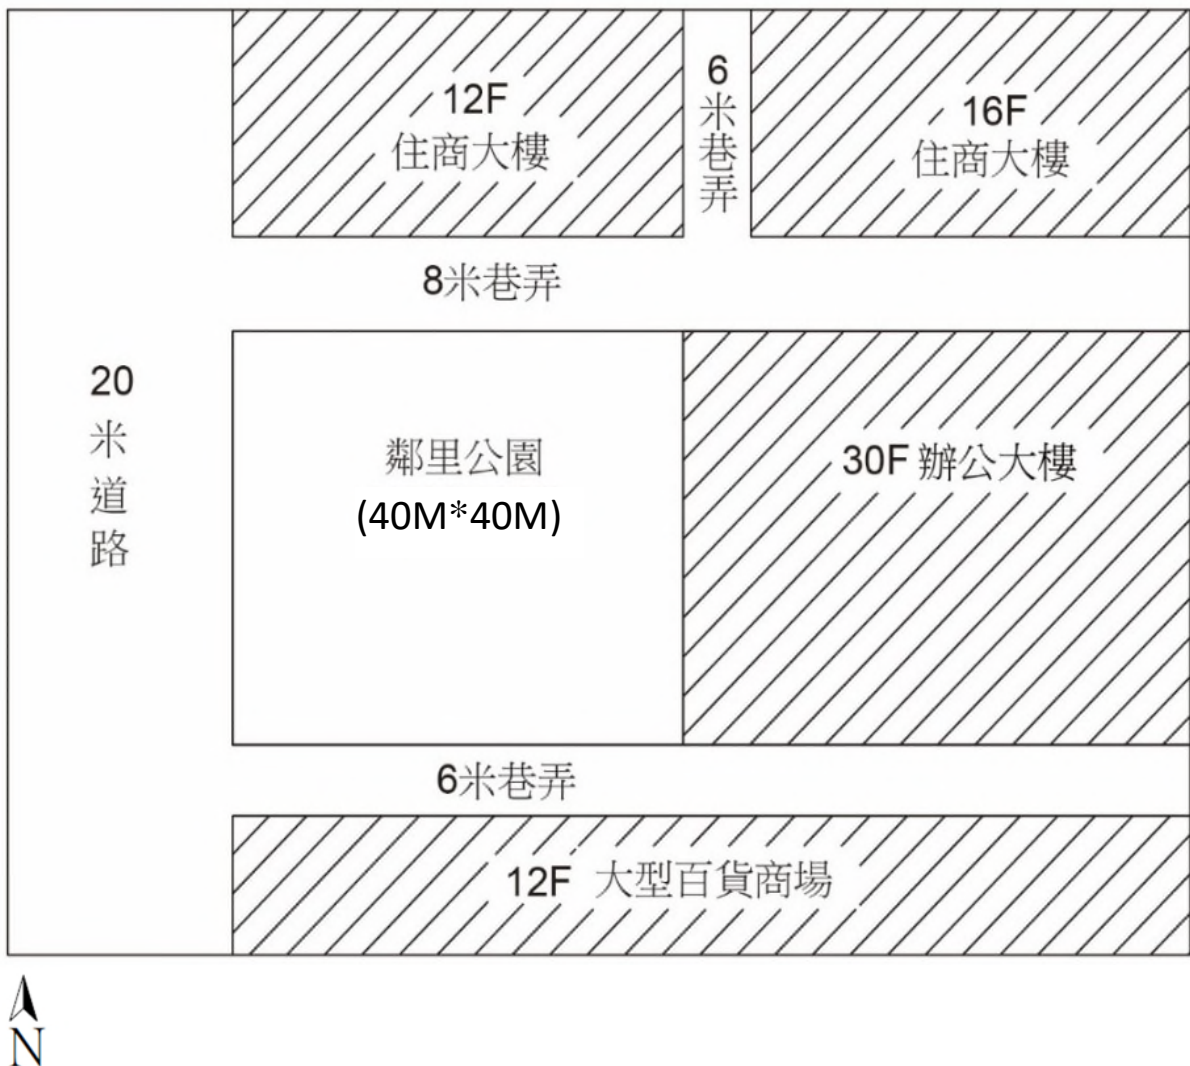 12F
住商大樓
6
米
巷
弄
16F
住商大樓
8米巷弄
20
米
道
路
鄰里公園
(40M*40M)
30F 辦公大樓
6米巷弄
12F 大型百貨商場
N